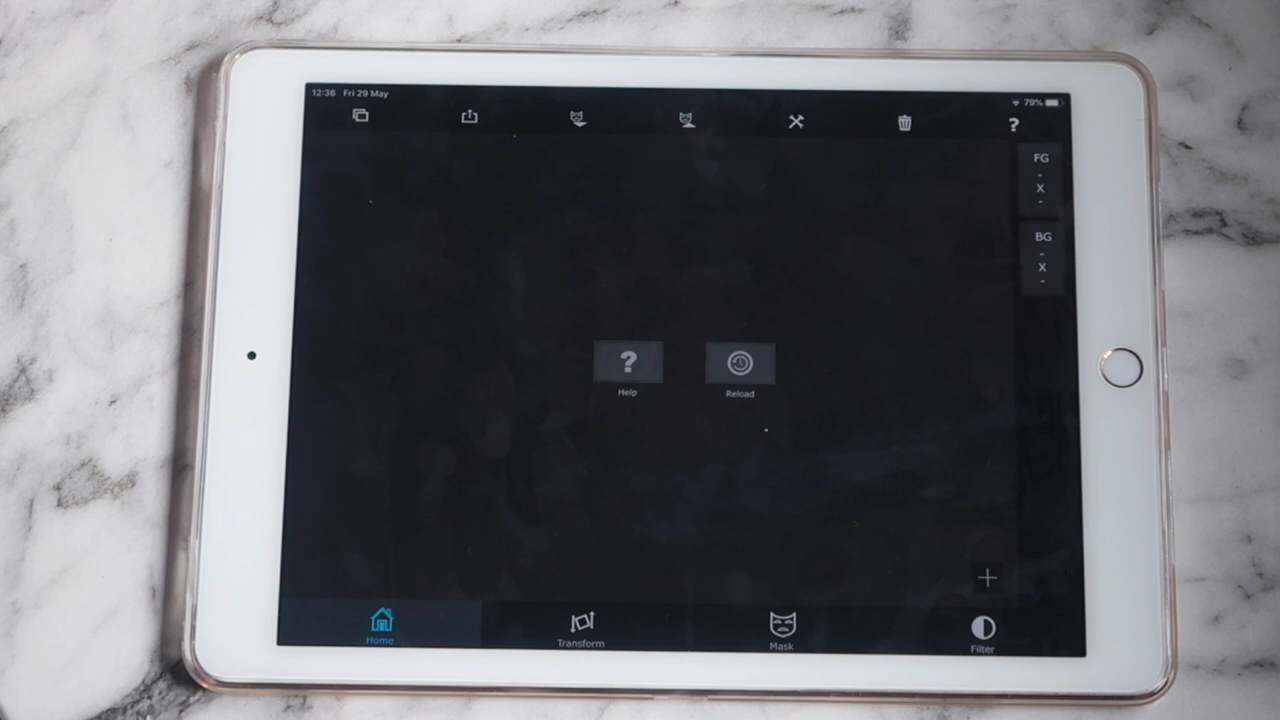 12:36 Fri 29 May
79%
?
FG
-
X
-
BG
-
X
-
?
Help
Reload
Home
Transform
Mask
Filter